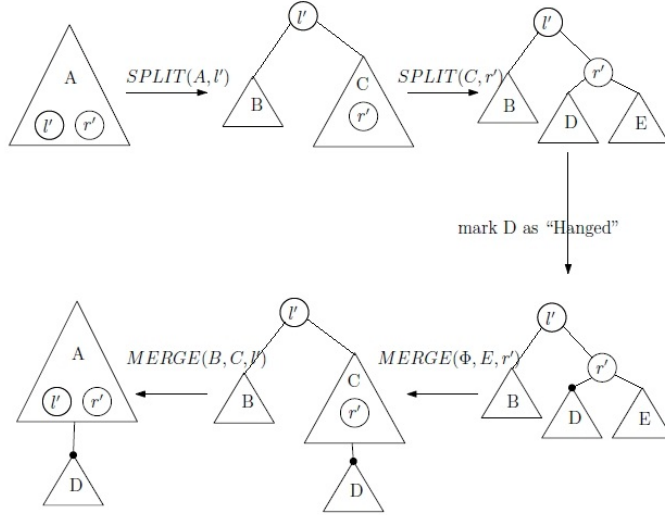 l′
l′
A
SPLIT(A, l′)
SPLIT(C, r′)
r′
C
B
B
D
E
l′
r′
r′
mark D as “Hanged”
l′
l′
A
MERGE(B, C, l′)
MERGE(Φ, E, r′)
r′
C
B
B
D
E
l′
r′
r′
D
D